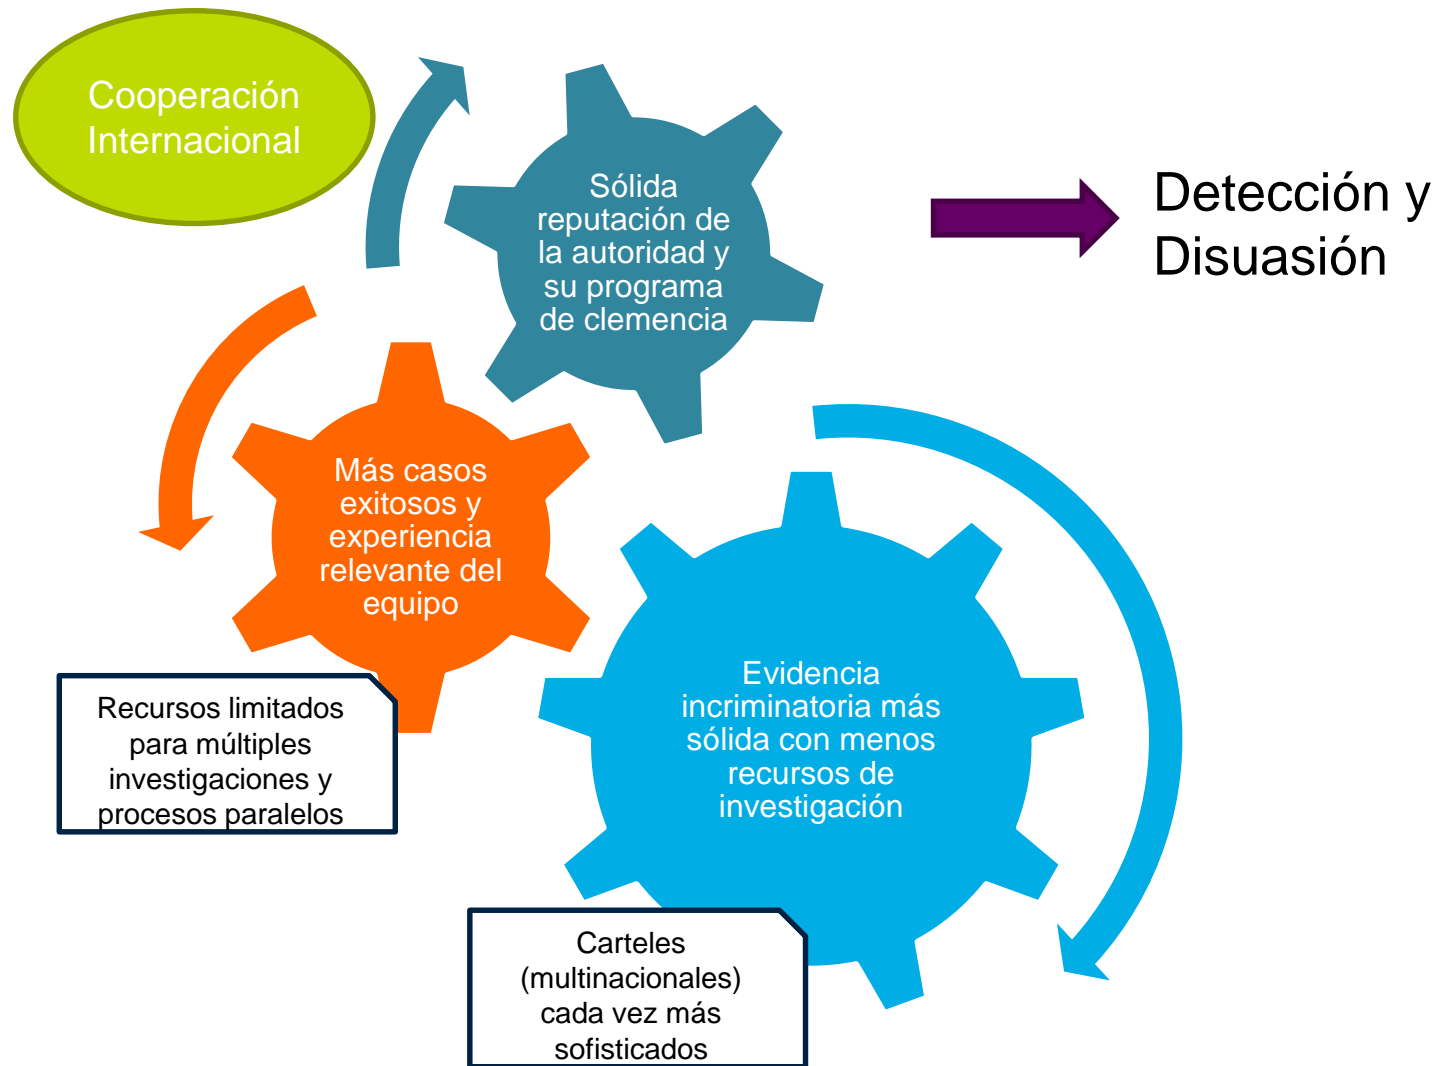 Cooperación
Internacional
Sólida
reputación de
la autoridad y
su programa
de clemencia
Detección y
Disuasión
Más casos
exitosos y
experiencia
relevante del
equipo
Recursos limitados
para múltiples
investigaciones y
procesos paralelos
Evidencia
incriminatoria más
sólida con menos
recursos de
investigación
Carteles
(multinacionales)
cada vez más
sofisticados